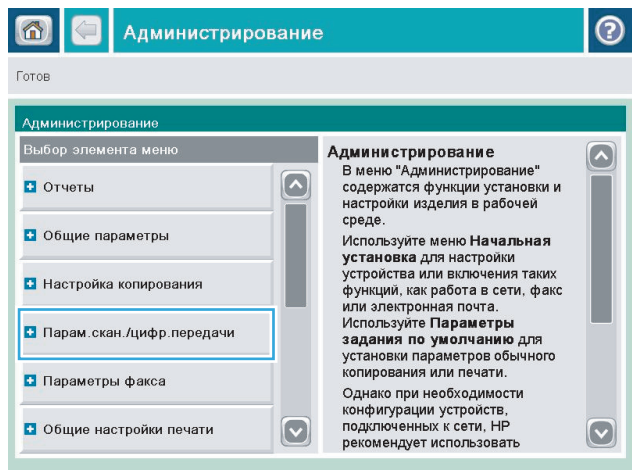 Администрирование
Готов
Администрирование
Выбор элемента меню
Отчеты
Общие параметры
Настройка копирования
Парам.скан./цифр.передачи
Параметры факса
Общие настройки печати
Администрирование
В меню "Администрирование"
содержатся функции установки и
настройки изделия в рабочей
среде.
Используйте меню Начальная
установка для настройки
устройства или включения таких
функций, как работа в сети, факс
или электронная почта.
Используйте Параметры
задания по умолчанию для
установки параметров обычного
копирования или печати.
Однако при необходимости
конфигурации устройств,
подключенных к сети, HP
рекомендует использовать